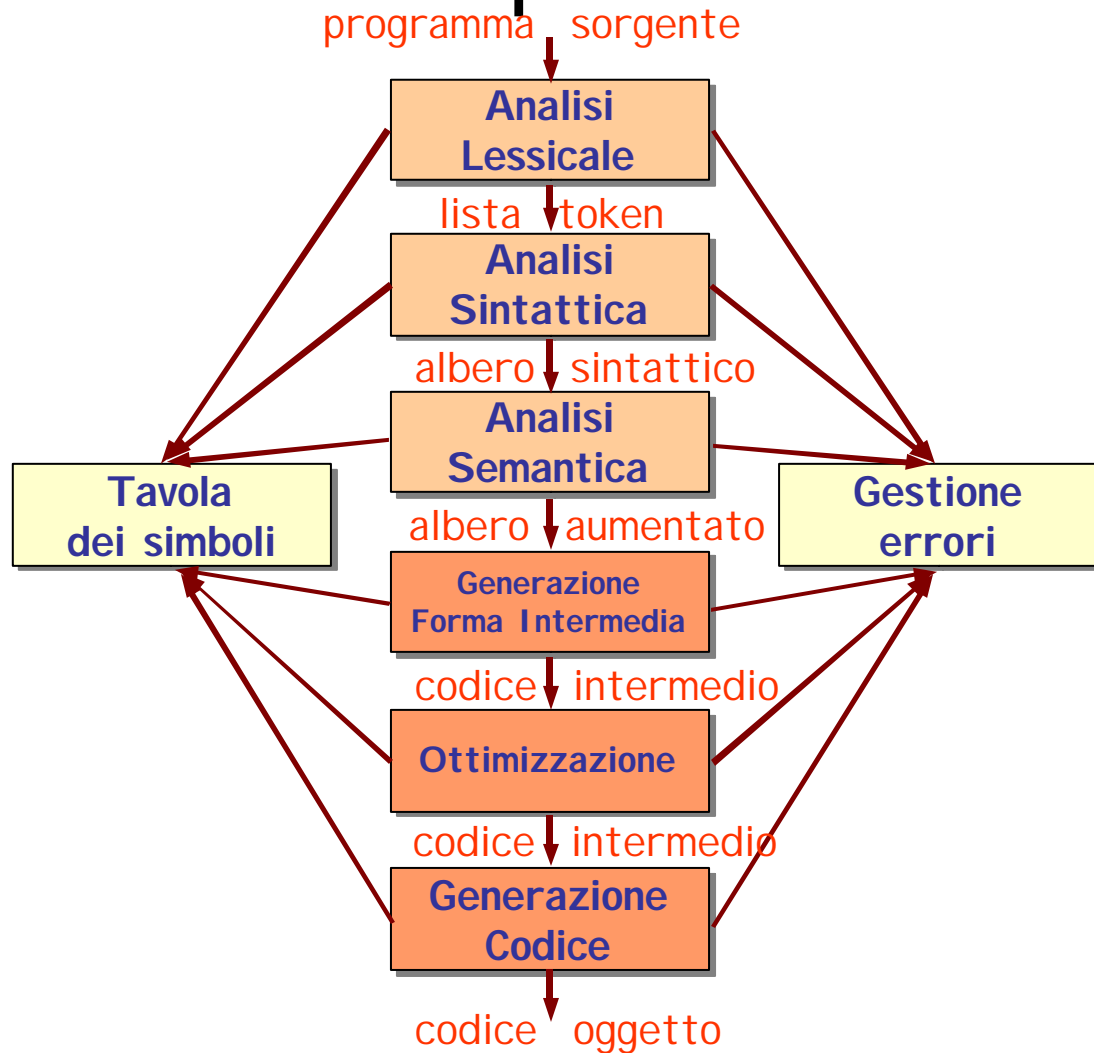 programma sorgente
Analisi
Lessicale
lista token
Analisi
Sintattica
albero sintattico
Analisi
Semantica
Tavola
dei simboli
Gestione
errori
albero aumentato
Generazione
Forma Intermedia
codice intermedio
Ottimizzazione
codice intermedio
Generazione
Codice
codice oggetto